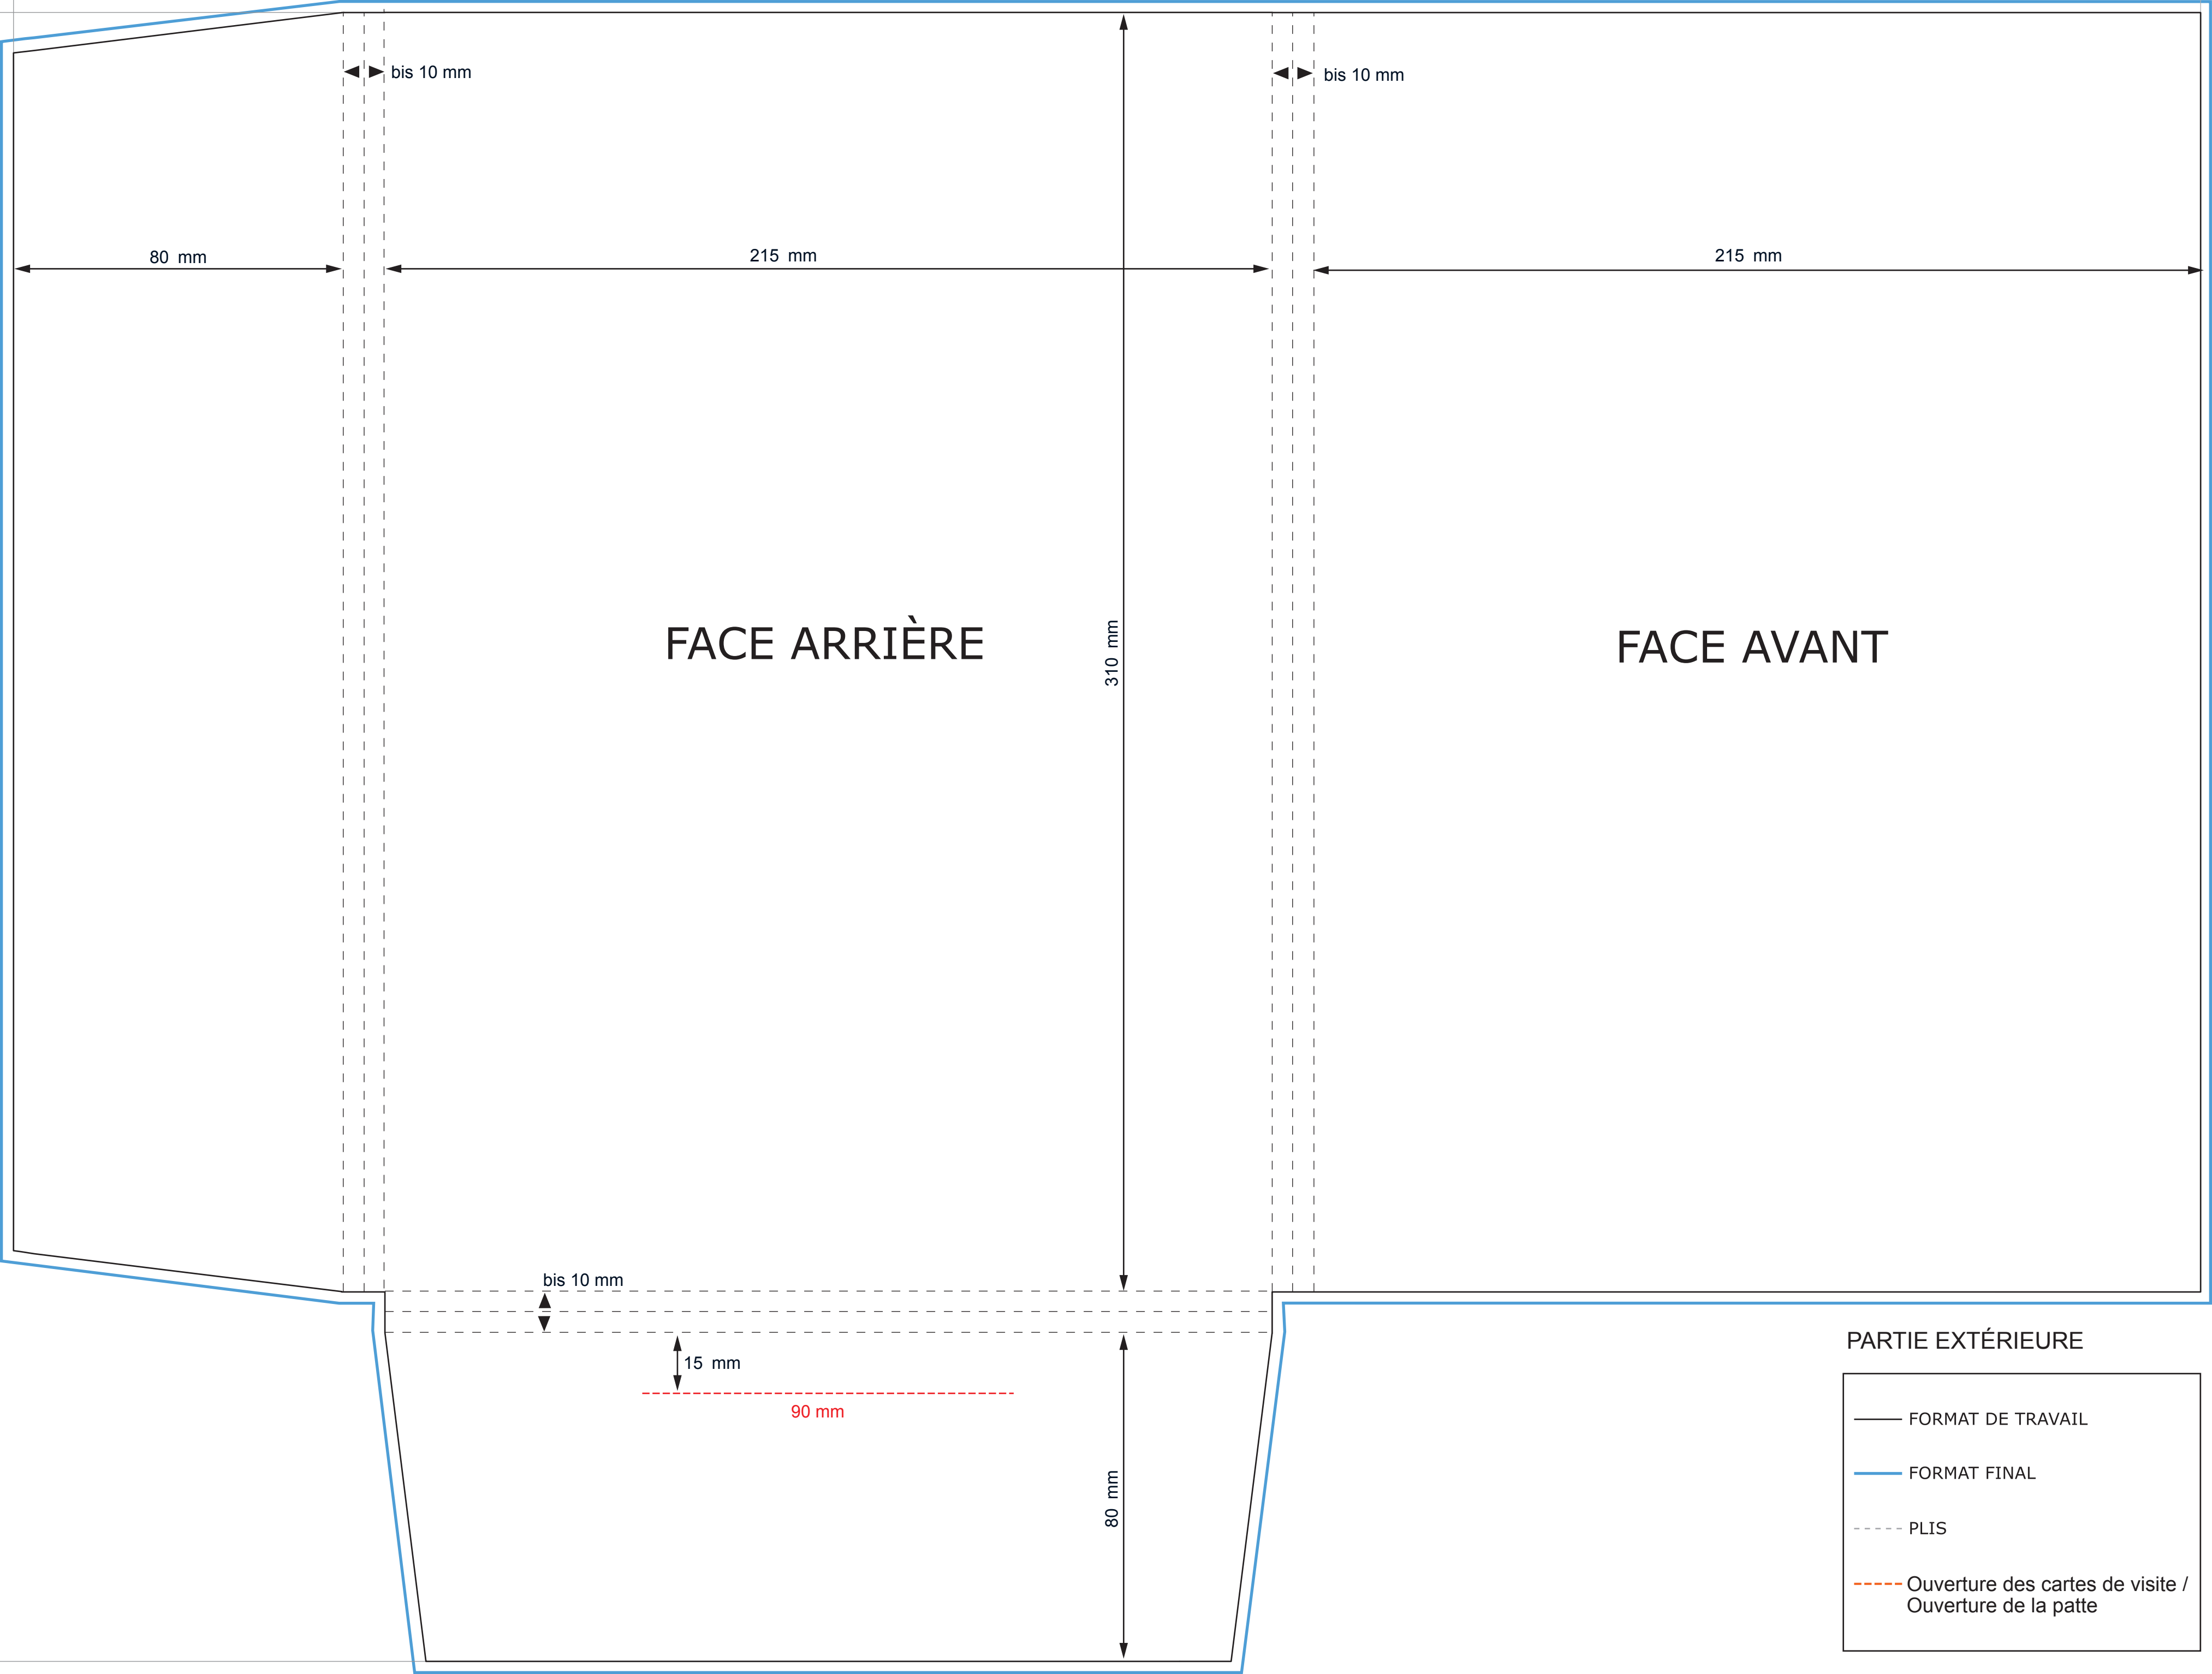 bis 10 mm
bis 10 mm
80 mm
215 mm
215 mm
FACE ARRIÈRE
310 mm
FACE AVANT
bis 10 mm
15 mm
90 mm
80 mm
PARTIE EXTÉRIEURE
FORMAT DE TRAVAIL
FORMAT FINAL
PLIS
Ouverture des cartes de visite /
Ouverture de la patte